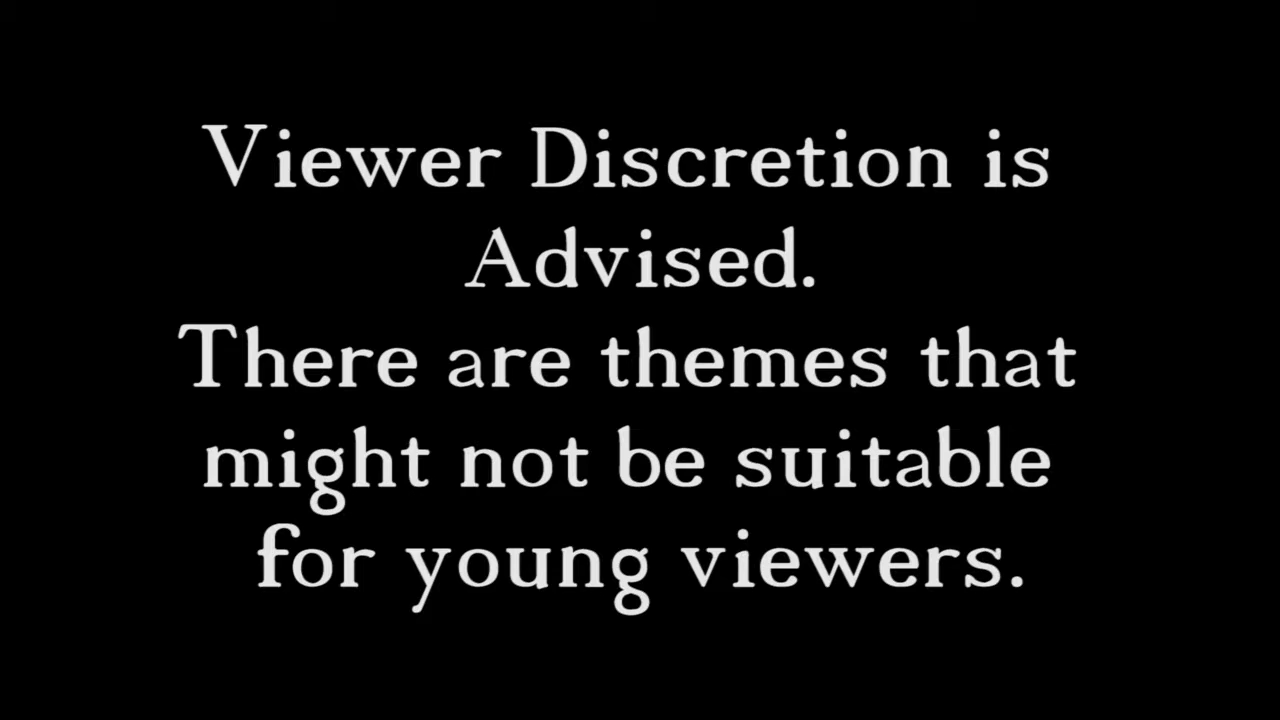 Viewer Discretion is
Advised.
There are themes that
might not be suitable
for young viewers.